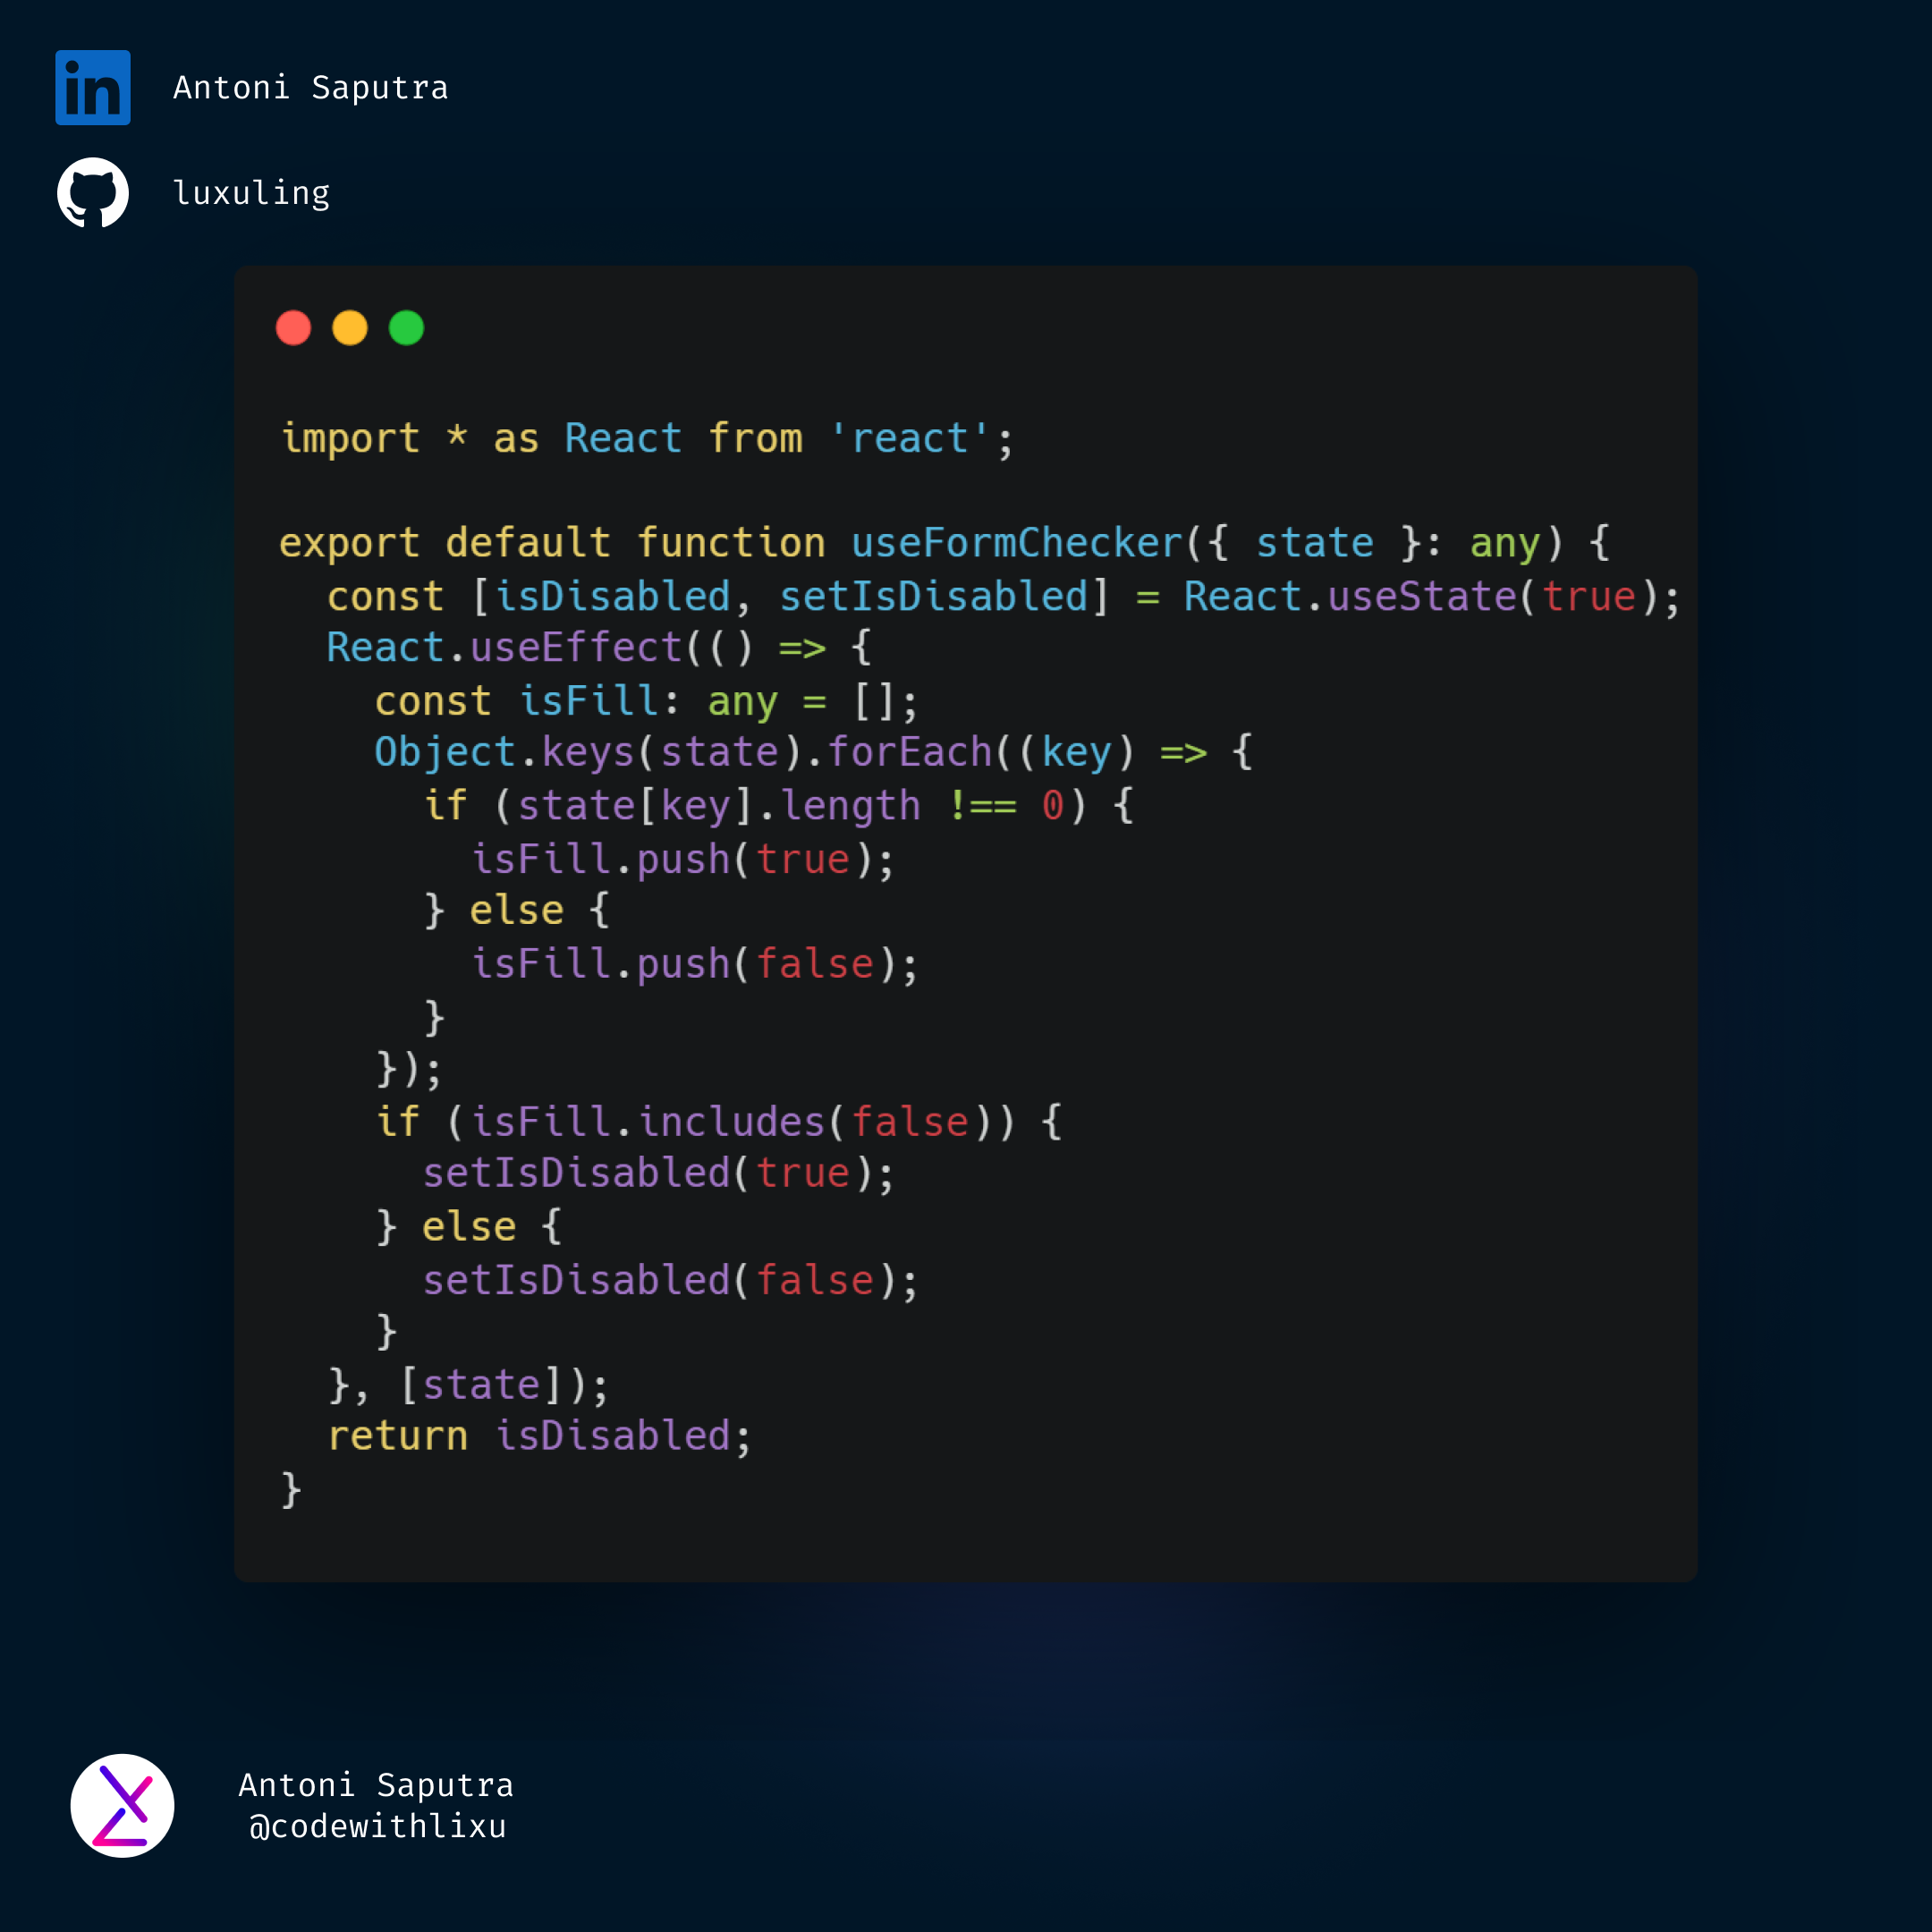 in
Antoni Saputra
luxuling
import * as React from 'react';
export default function useFormChecker({ state }: any) {
  const [isDisabled, setIsDisabled] = React.useState(true);
  React.useEffect(() => {
    const isFill: any = [];
    Object.keys(state).forEach((key) => {
      if (state[key].length !== 0) {
        isFill.push(true);
      } else {
        isFill.push(false);
      }
    });
    if (isFill.includes(false)) {
      setIsDisabled(true);
    } else {
      setIsDisabled(false);
    }
  }, [state]);
  return isDisabled;
}
Antoni Saputra
@codewithlixu